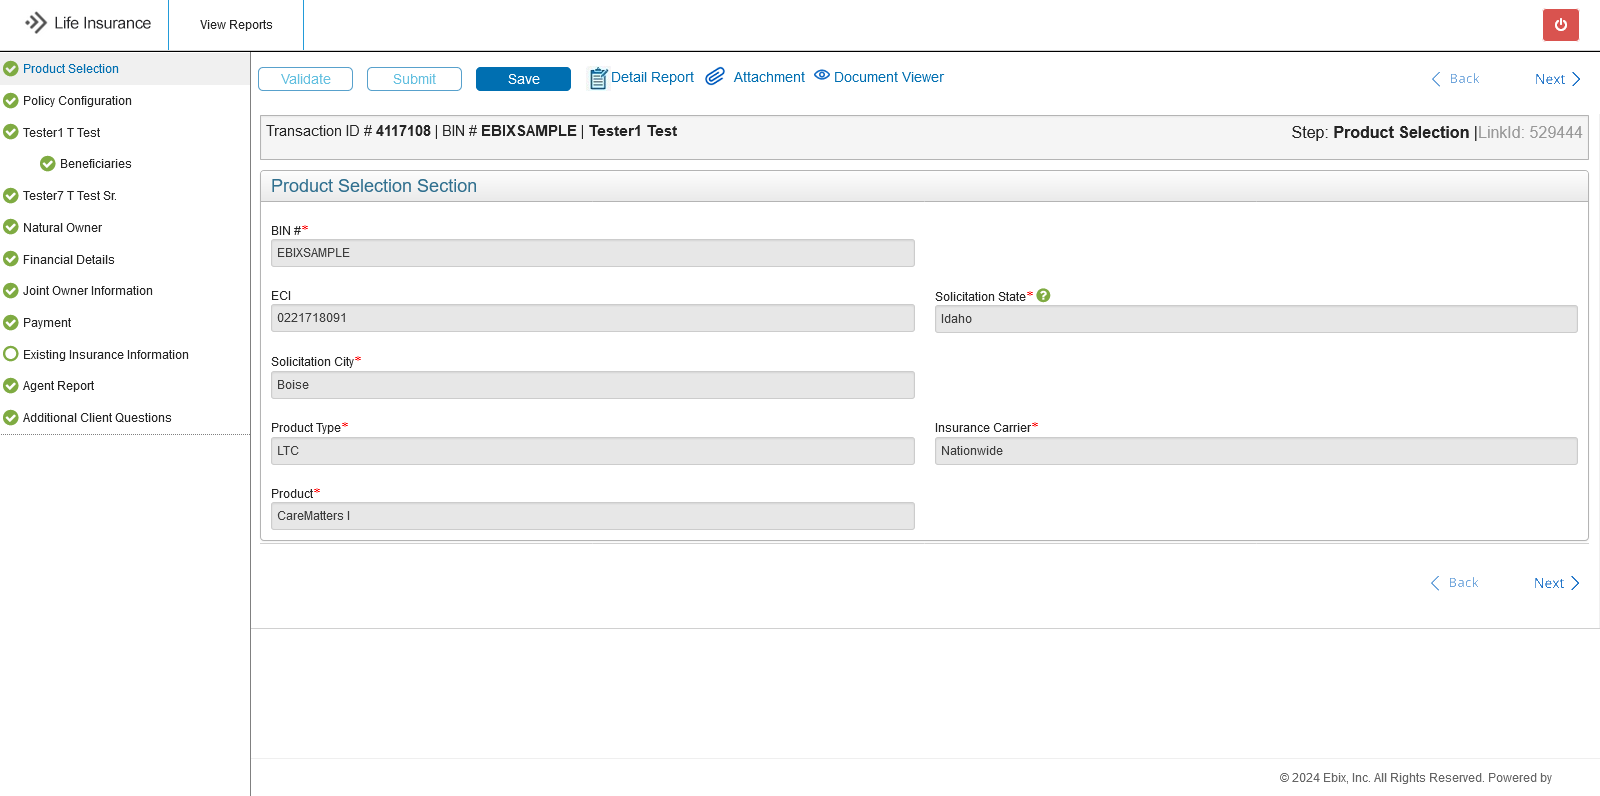 Life Insurance
View Reports
Product Selection
Policy Configuration
Tester1 T Test
Beneficiaries
Tester7 T Test Sr.
Natural Owner
Financial Details
Joint Owner Information
Payment
Existing Insurance Information
Agent Report
Additional Client Questions
Validate Submit Save Detail Report Attachment Document Viewer Back Next
Transaction ID # 4117108 | BIN # EBIXSAMPLE | Tester1 Test
Step: Product Selection |LinkId: 529444
Product Selection Section
BIN #*
EBIXSAMPLE
ECI
0221718091
Solicitation State* ?
Idaho
Solicitation City*
Boise
Product Type*
LTC
Insurance Carrier*
Nationwide
Product*
CareMatters I
Back Next
© 2024 Ebix, Inc. All Rights Reserved. Powered by